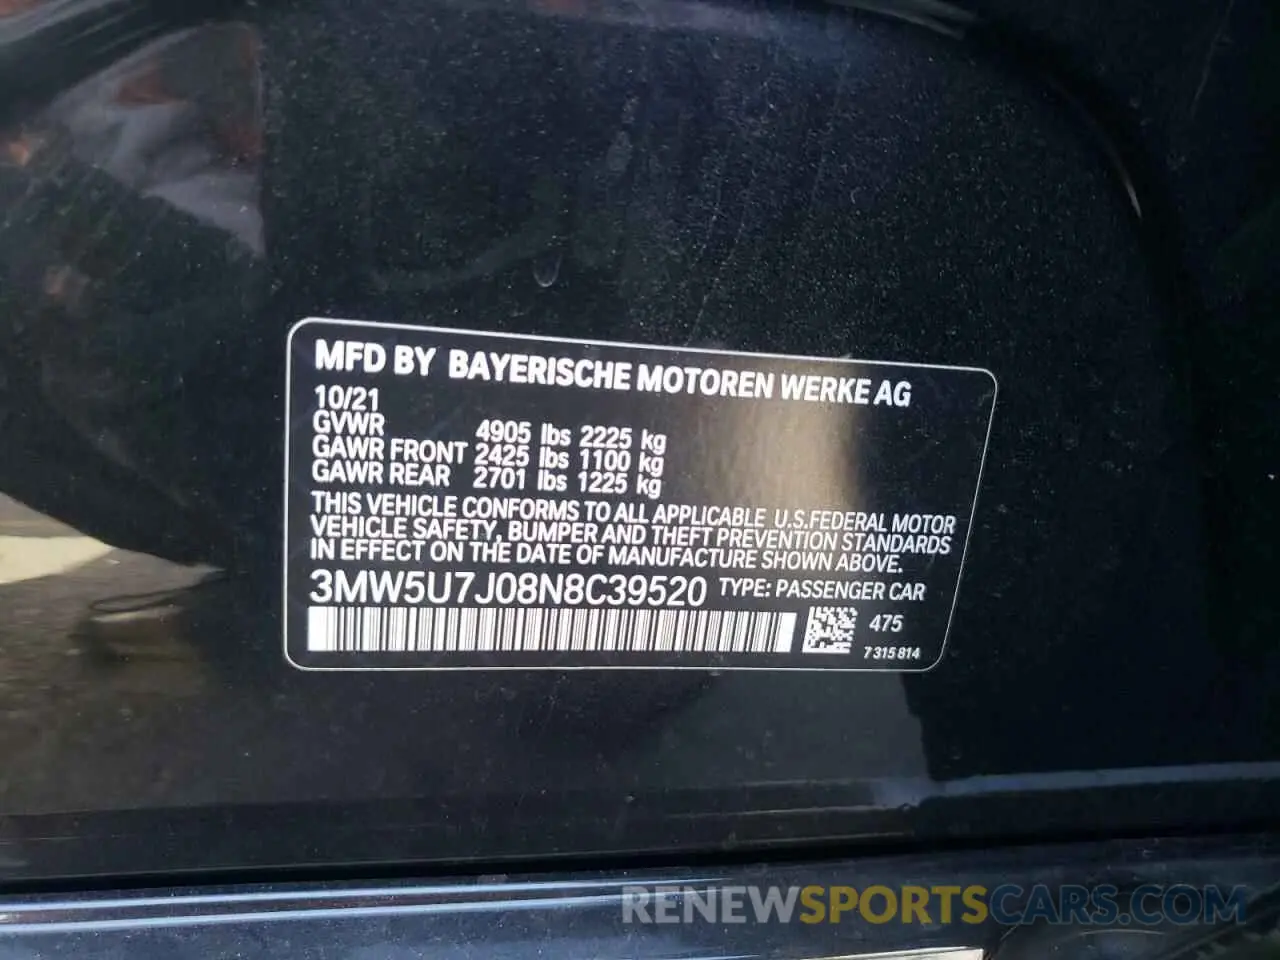 MFD BY BAYERISCHE MOTOREN WERKE AG
10/21
GVWR 4905 lbs 2225 kg
GAWR FRONT 2425 lbs 1100 kg
GAWR REAR 2701 lbs 1225 kg
THIS VEHICLE CONFORMS TO ALL APPLICABLE U.S.FEDERAL MOTOR
VEHICLE SAFETY, BUMPER AND THEFT PREVENTION STANDARDS
IN EFFECT ON THE DATE OF MANUFACTURE SHOWN ABOVE.
3MW5U7J08N8C39520 TYPE: PASSENGER CAR
475
7 315 814
RENEWSPORTSCARS.COM